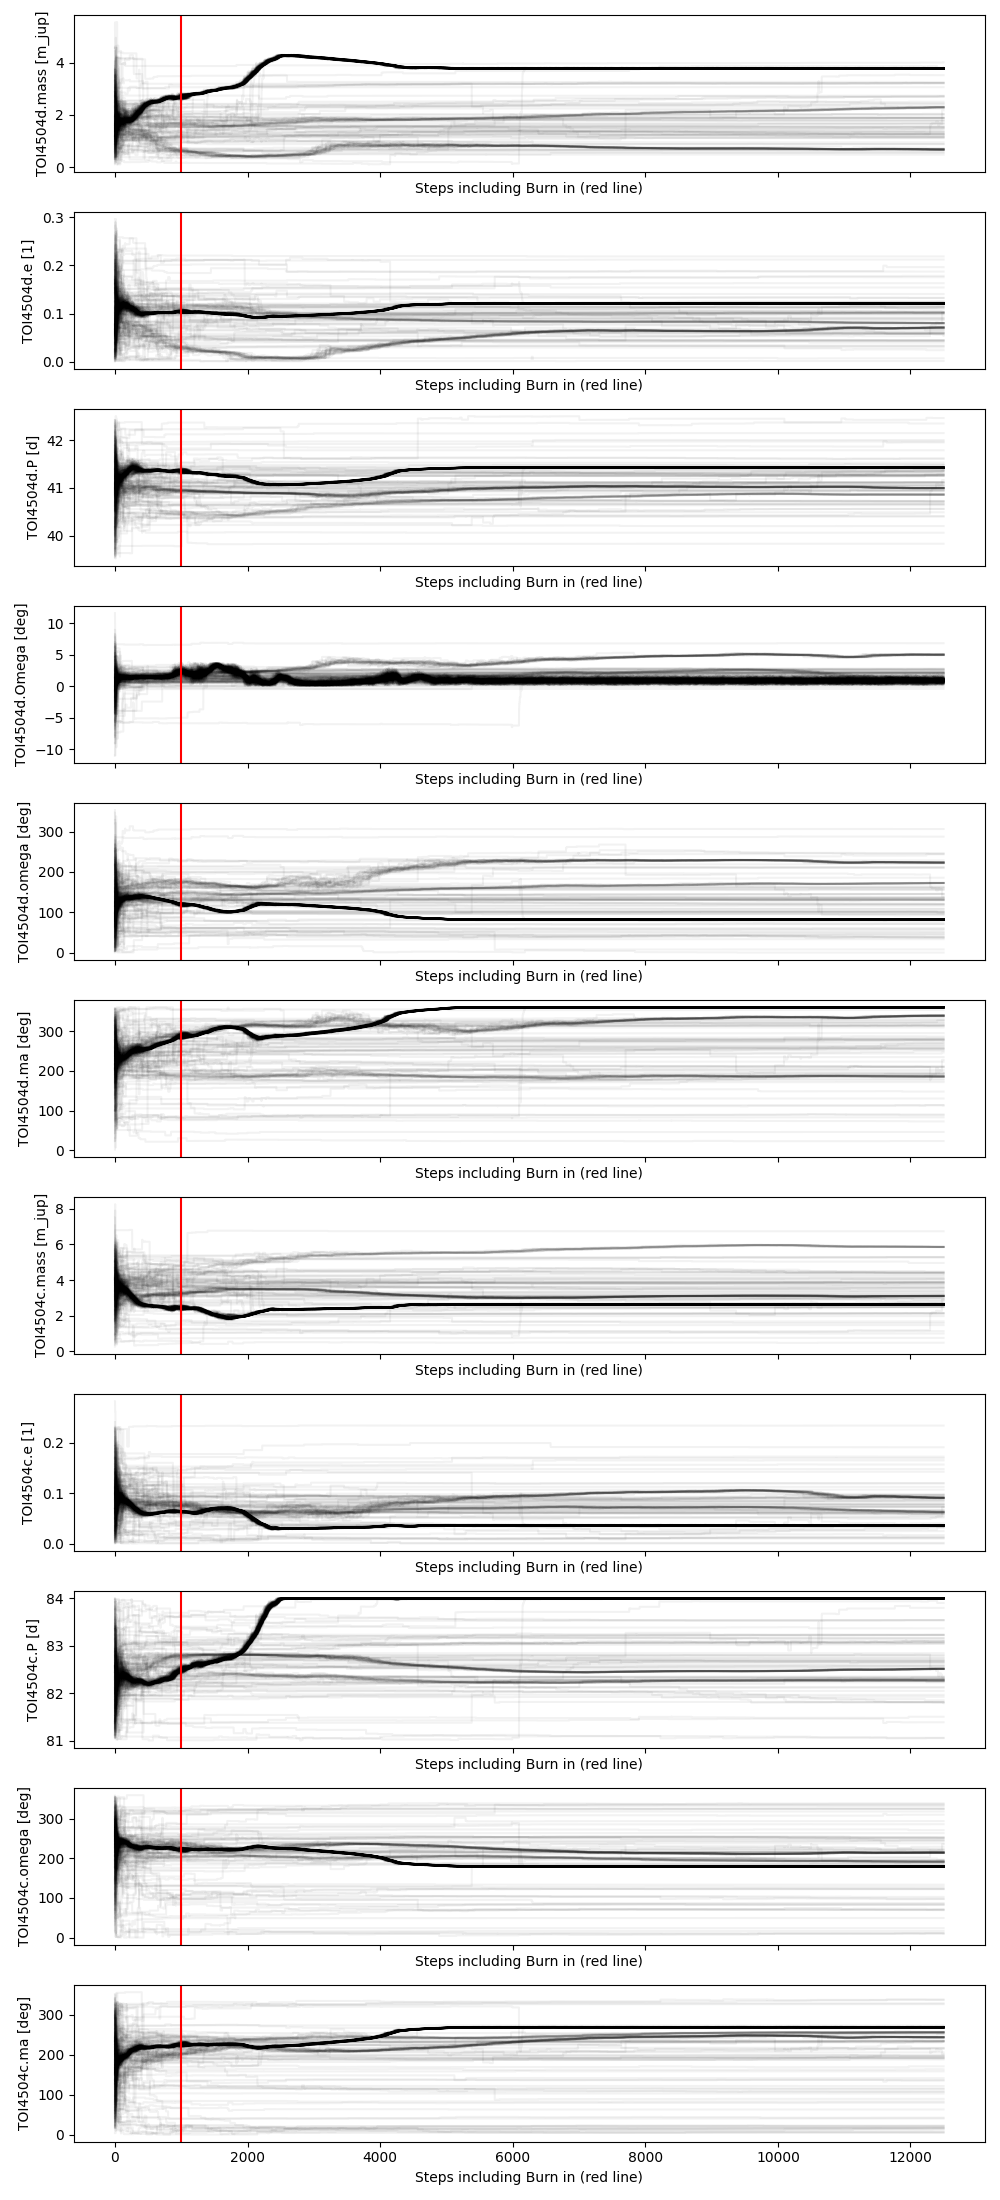 TOI4504d.mass [m_jup]
4
2
0
Steps including Burn in (red line)
TOI4504d.e [1]
0.3
0.2
0.1
0.0
Steps including Burn in (red line)
TOI4504d.P [d]
42
41
40
Steps including Burn in (red line)
TOI4504d.Omega [deg]
10
5
0
−5
−10
Steps including Burn in (red line)
TOI4504d.omega [deg]
300
200
100
0
Steps including Burn in (red line)
TOI4504d.ma [deg]
300
200
100
0
Steps including Burn in (red line)
TOI4504c.mass [m_jup]
8
6
4
2
0
Steps including Burn in (red line)
TOI4504c.e [1]
0.2
0.1
0.0
Steps including Burn in (red line)
TOI4504c.P [d]
84
83
82
81
Steps including Burn in (red line)
TOI4504c.omega [deg]
300
200
100
0
Steps including Burn in (red line)
TOI4504c.ma [deg]
300
200
100
0
0 2000 4000 6000 8000 10000 12000
Steps including Burn in (red line)